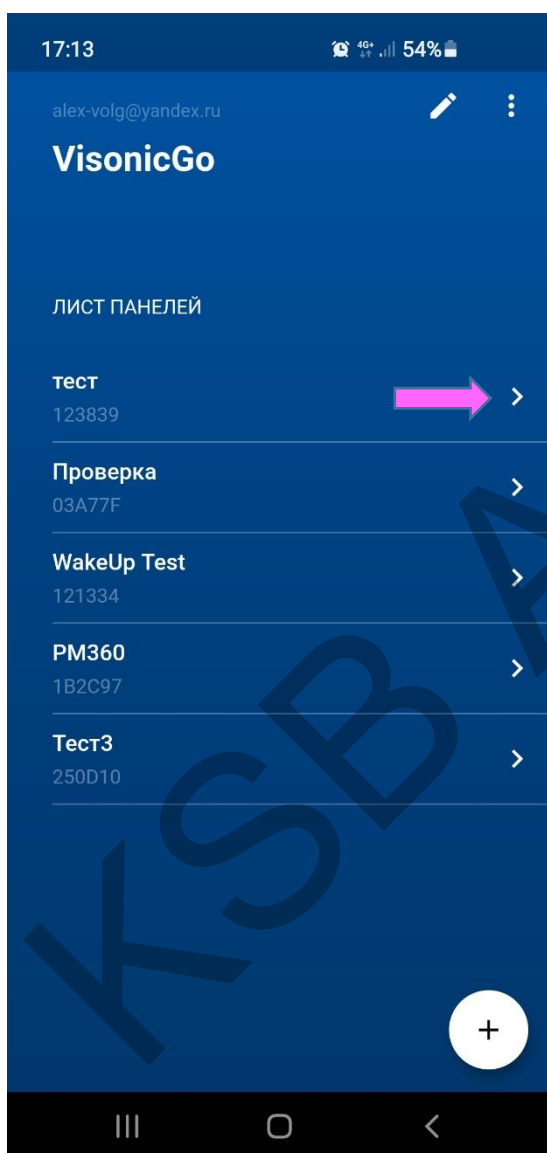 17:13 4G+ 54%
alex-volg@yandex.ru
VisonicGo
ЛИСТ ПАНЕЛЕЙ
тест
123839
Проверка
03A77F
WakeUp Test
121334
PM360
1B2C97
Тест3
250D10
KSB A